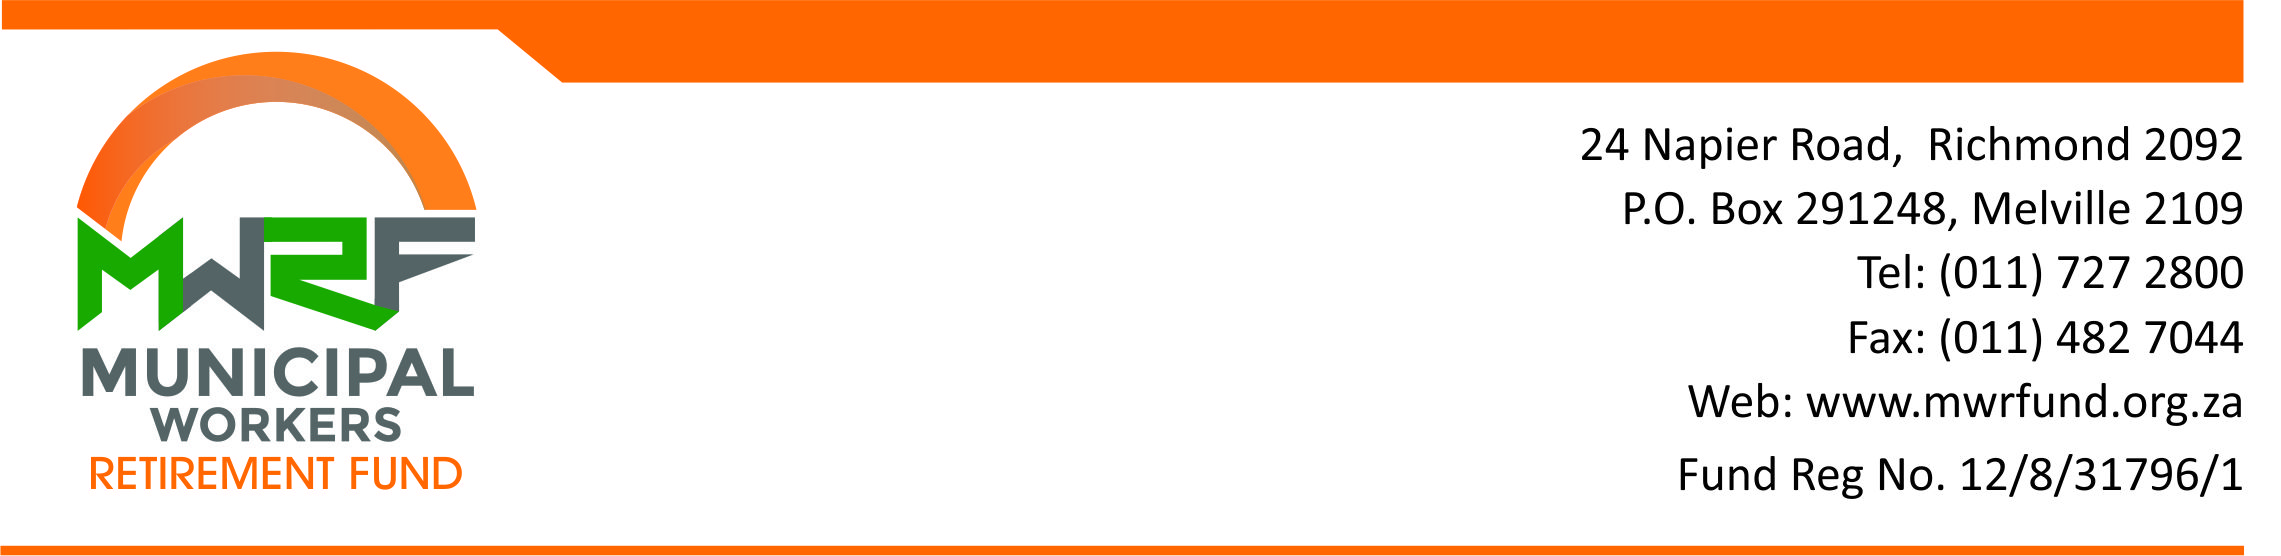 MWRF
MUNICIPAL
WORKERS
RETIREMENT FUND
24 Napier Road,  Richmond 2092
P.O. Box 291248, Melville 2109
Tel: (011) 727 2800
Fax: (011) 482 7044
Web: www.mwrfund.org.za
Fund Reg No. 12/8/31796/1